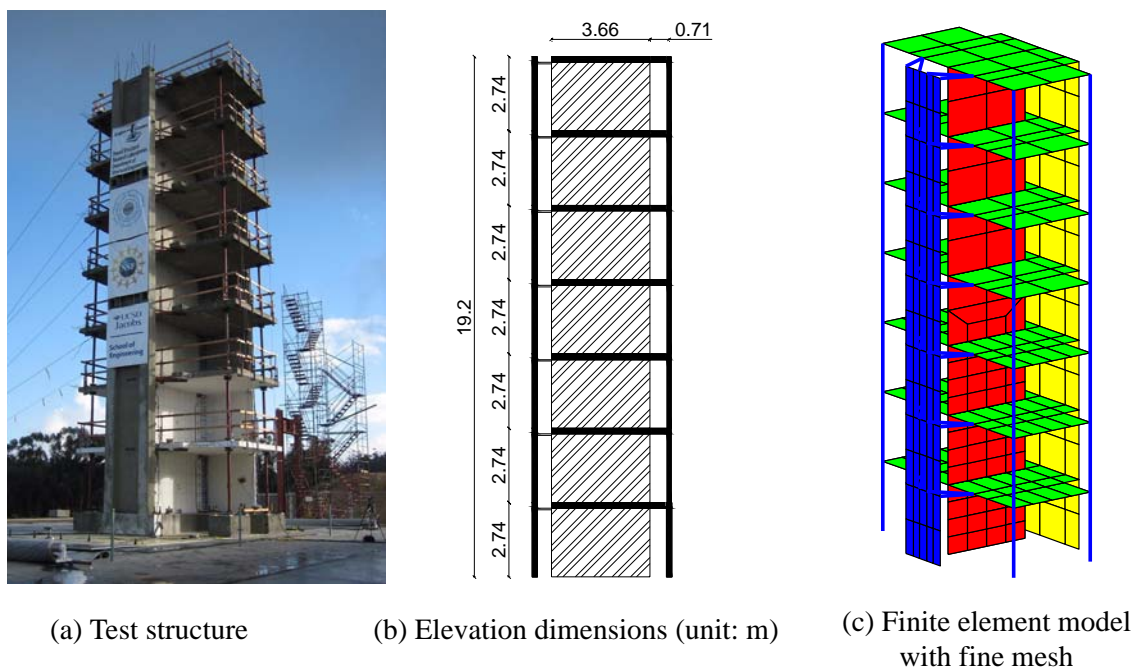 UCSD
Jacobs
School of
Engineering
3.66 0.71
19.2
2.74
2.74
2.74
2.74
2.74
2.74
2.74
(a) Test structure
(b) Elevation dimensions (unit: m)
(c) Finite element model
with fine mesh